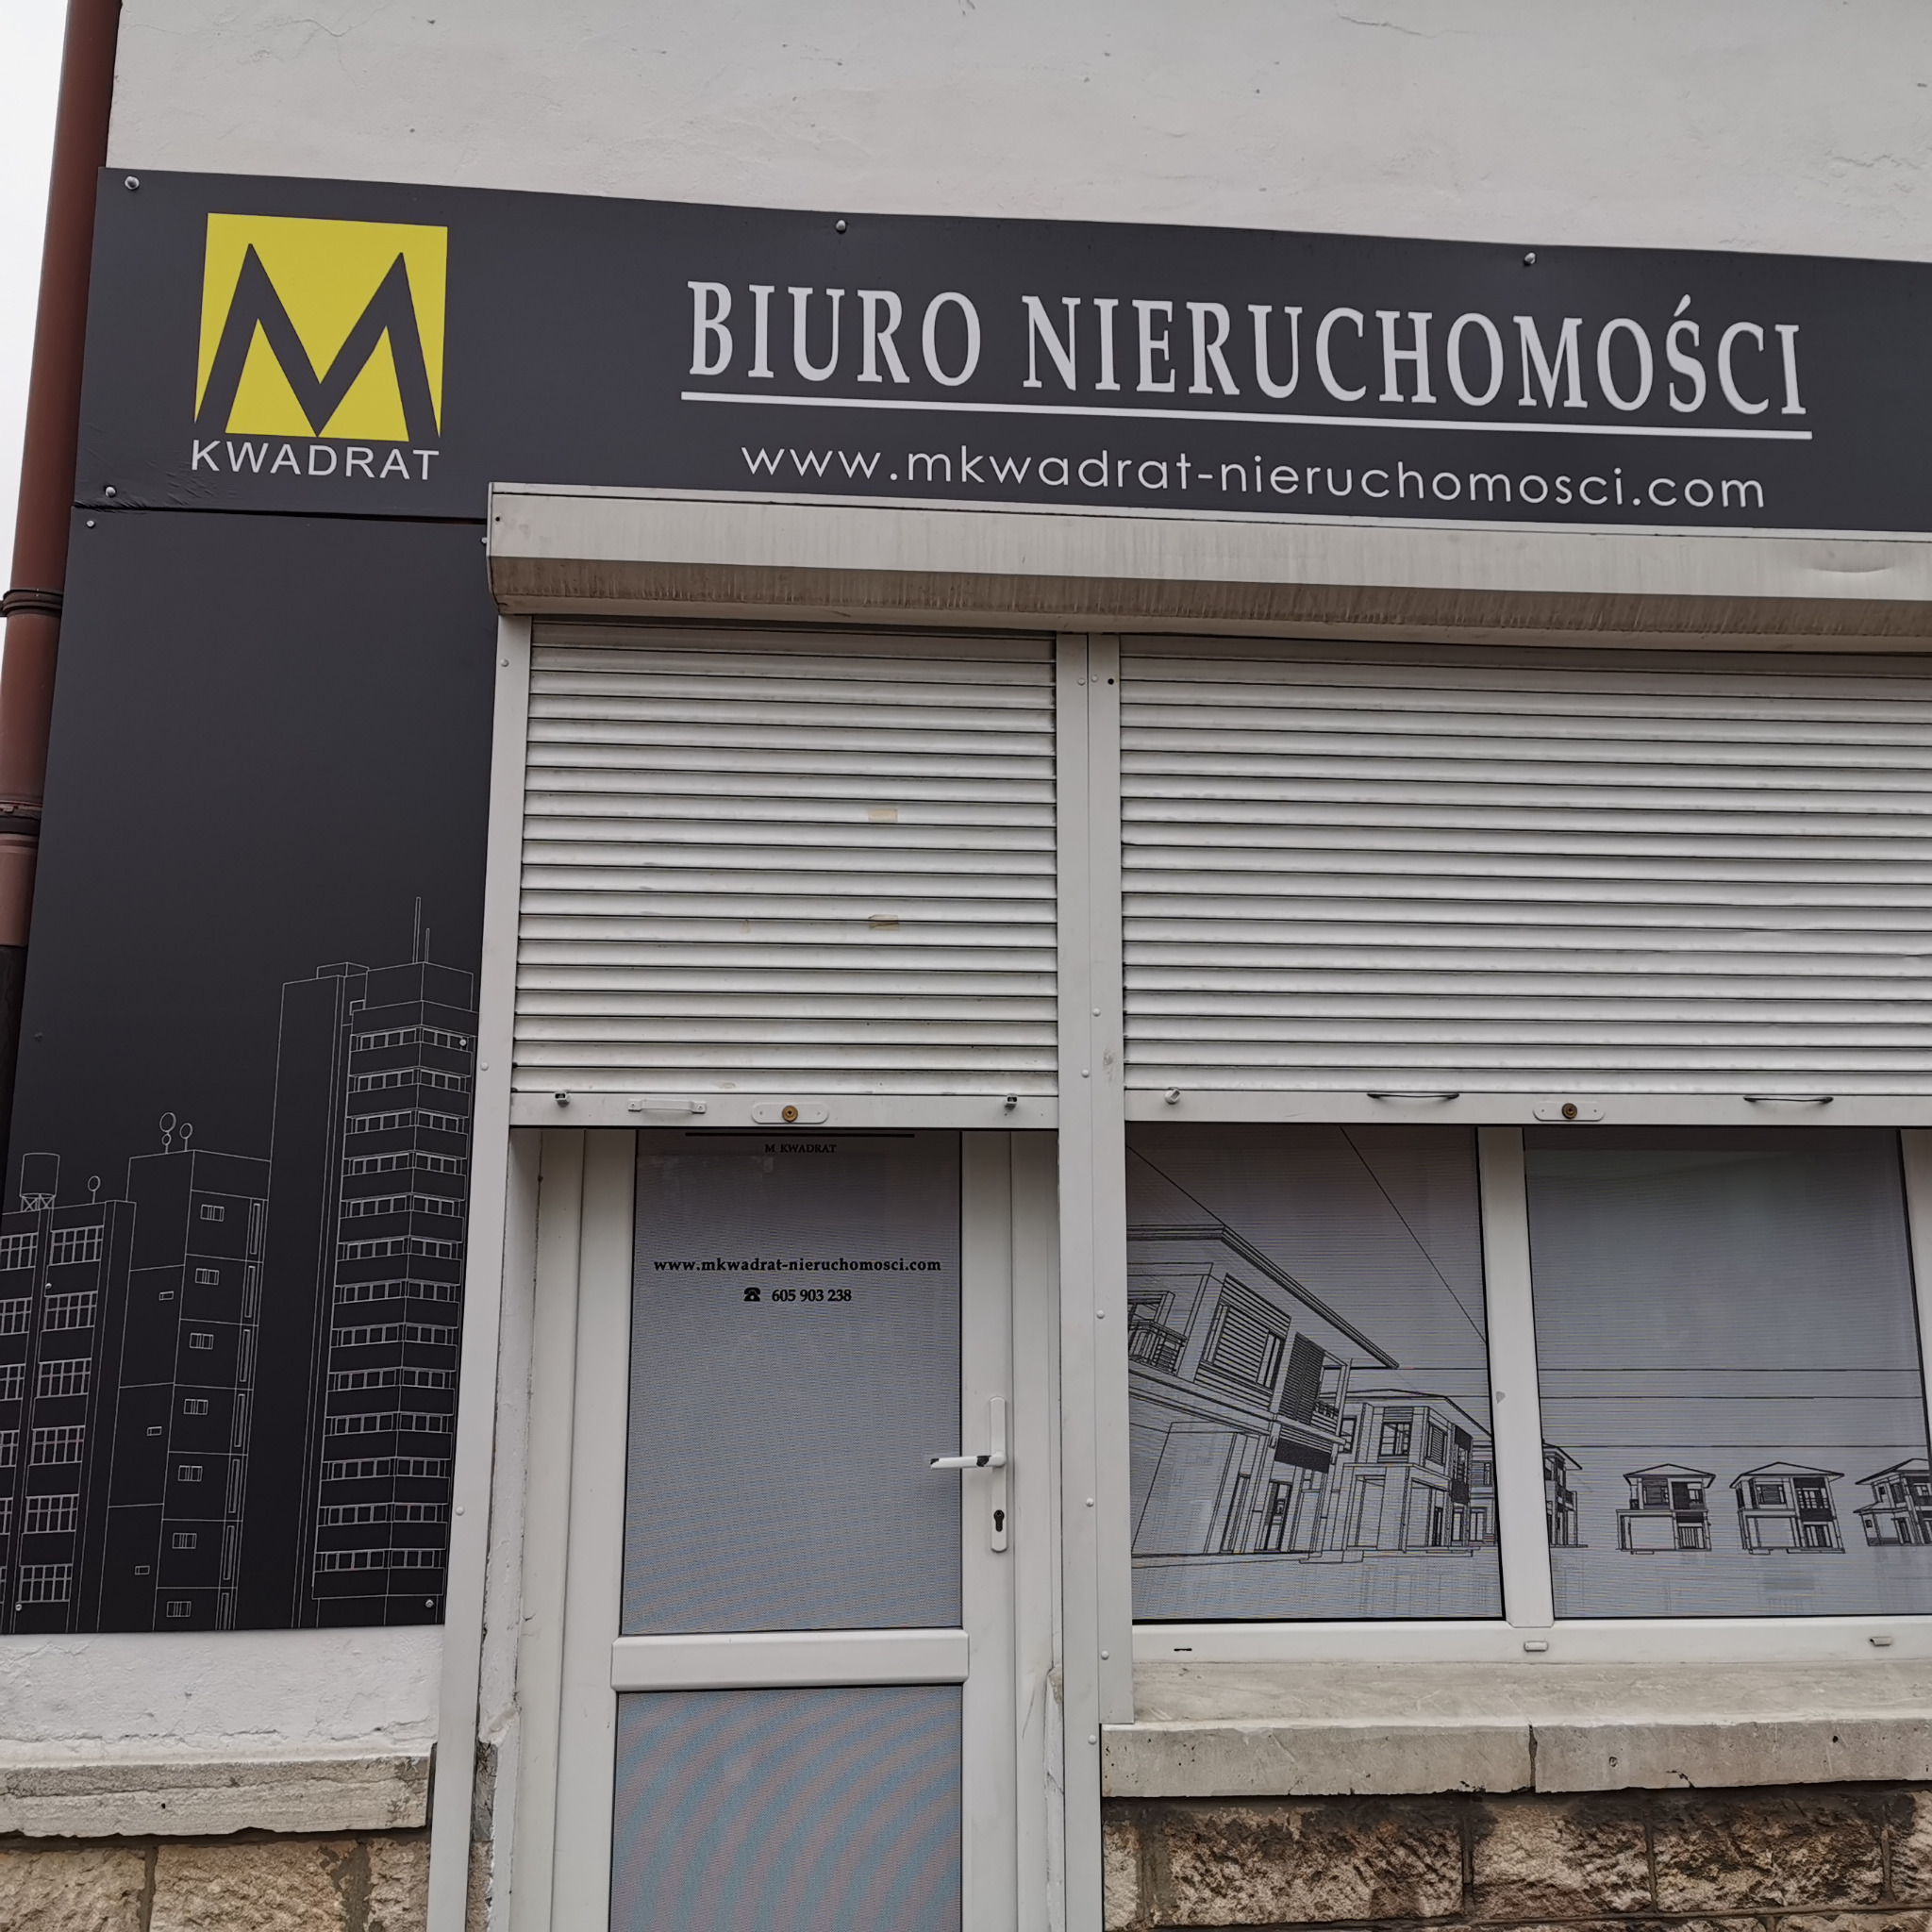 M
KWADRAT
BIURO NIERUCHOMOŚCI
www.mkwadrat-nieruchomosci.com
M KWADRAT
www.mkwadrat-nieruchomosci.com
☎ 605 903 238